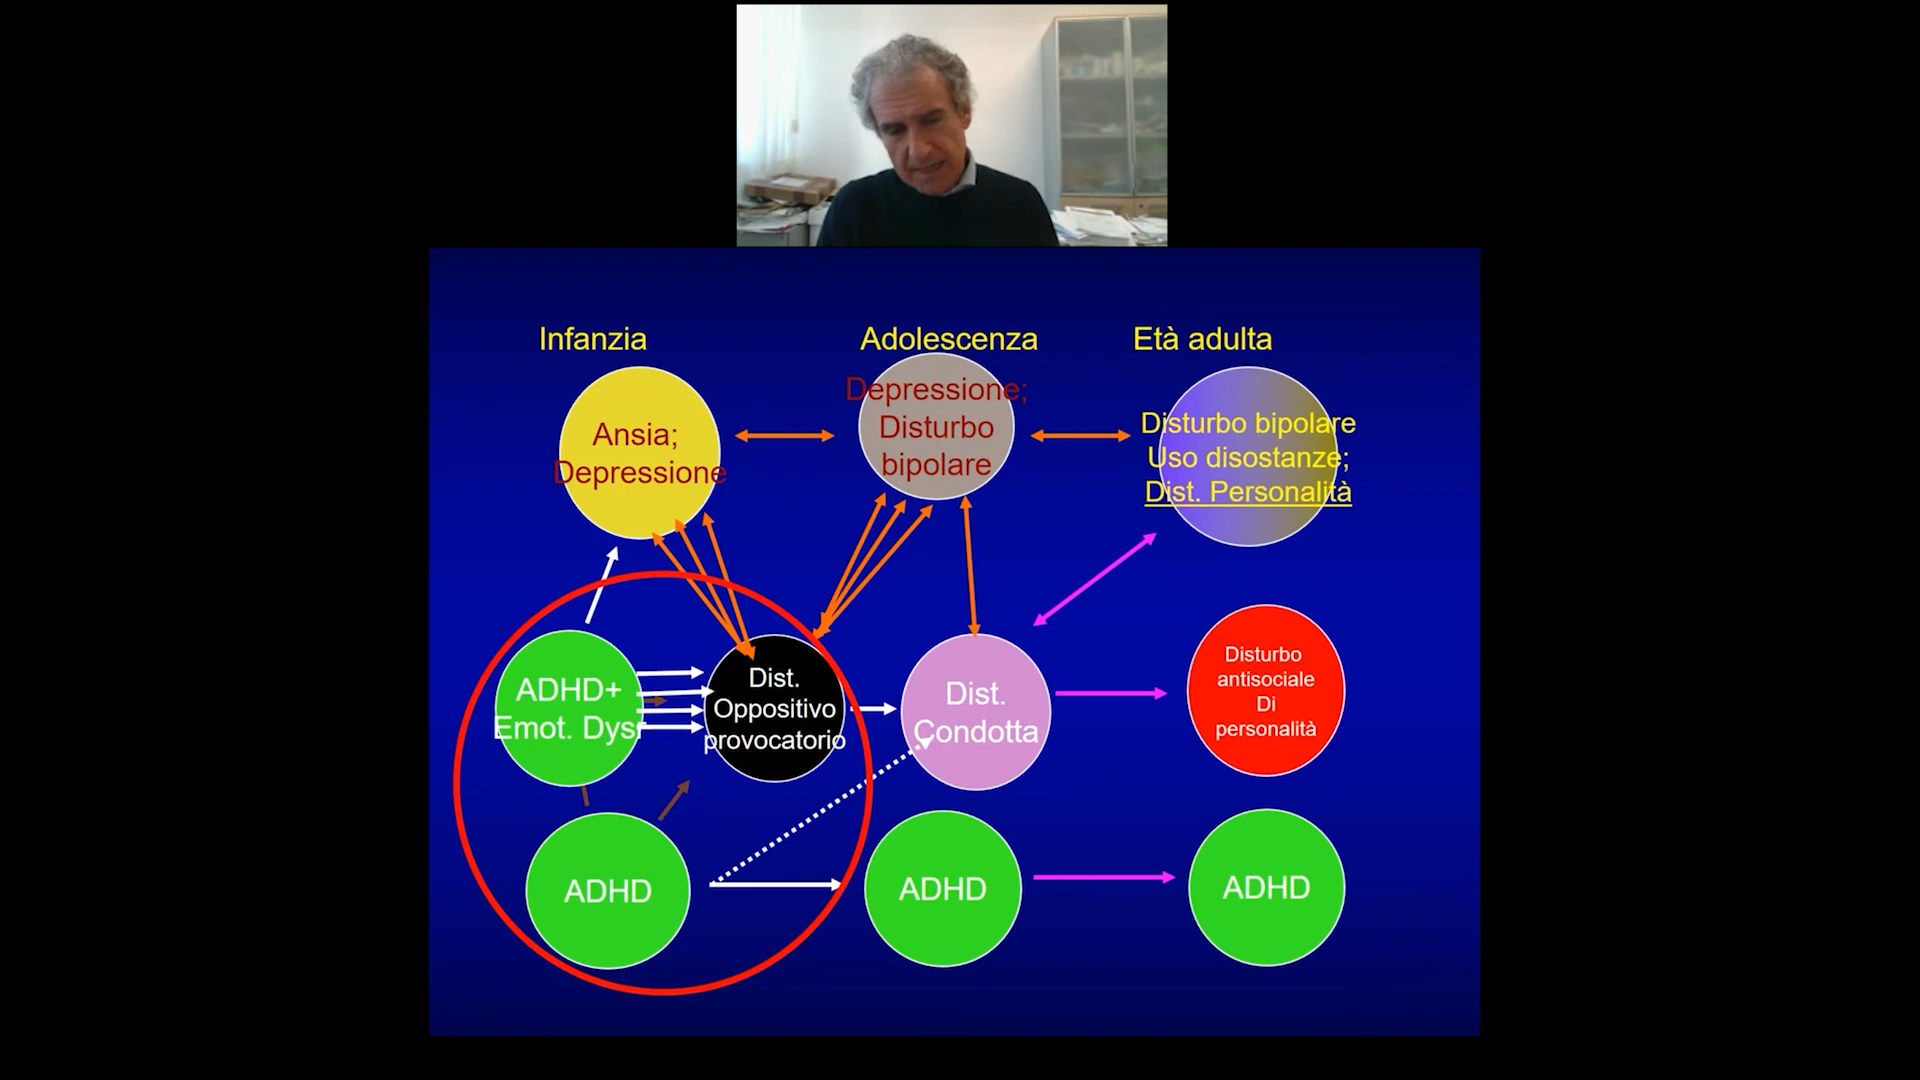 Infanzia
Adolescenza
Età adulta
Ansia;
Depressione
Depressione;
Disturbo
bipolare
Disturbo bipolare
Uso disostanze;
Dist. Personalità
ADHD+
Emot. Dysr
Dist.
Oppositivo
provocatorio
Dist.
Condotta
Disturbo
antisociale
Di
personalità
ADHD
ADHD
ADHD